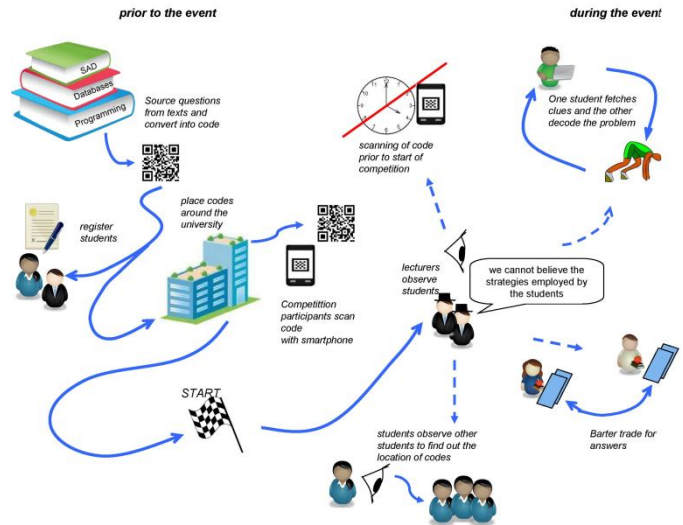 prior to the event
during the event
SAD
Databases
Programming
Source questions
from texts and
convert into code
register
students
place codes
around the
university
Competittion
participants scan
code
with smartphone
START
scanning of code
prior to start of
competition
One student fetches
clues and the other
decode the problem
lecturers
observe
students
we cannot believe the
strategies employed by
the students
Barter trade for
answers
students observe other
students to find out the
location of codes